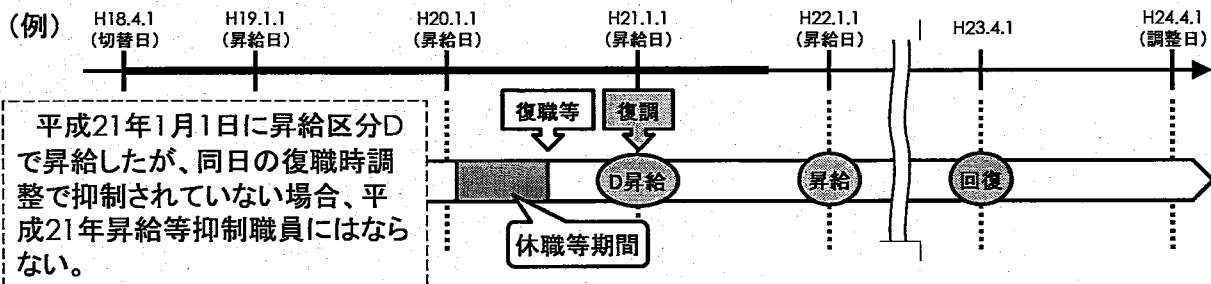 (例)
H18.4.1
(切替日)
H19.1.1
(昇給日)
H20.1.1
(昇給日)
H21.1.1
(昇給日)
H22.1.1
(昇給日)
H23.4.1
H24.4.1
(調整日)
復職等
復調
平成21年1月1日に昇給区分D
で昇給したが、同日の復職時調
整で抑制されていない場合、平
成21年昇給等抑制職員にはなら
ない。
D昇給
昇給
回復
休職等期間